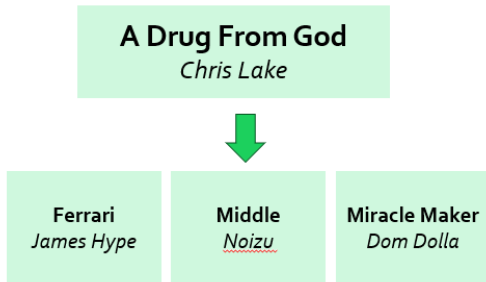 A Drug From God
Chris Lake
Ferrari
James Hype
Middle
Noizu
Miracle Maker
Dom Dolla